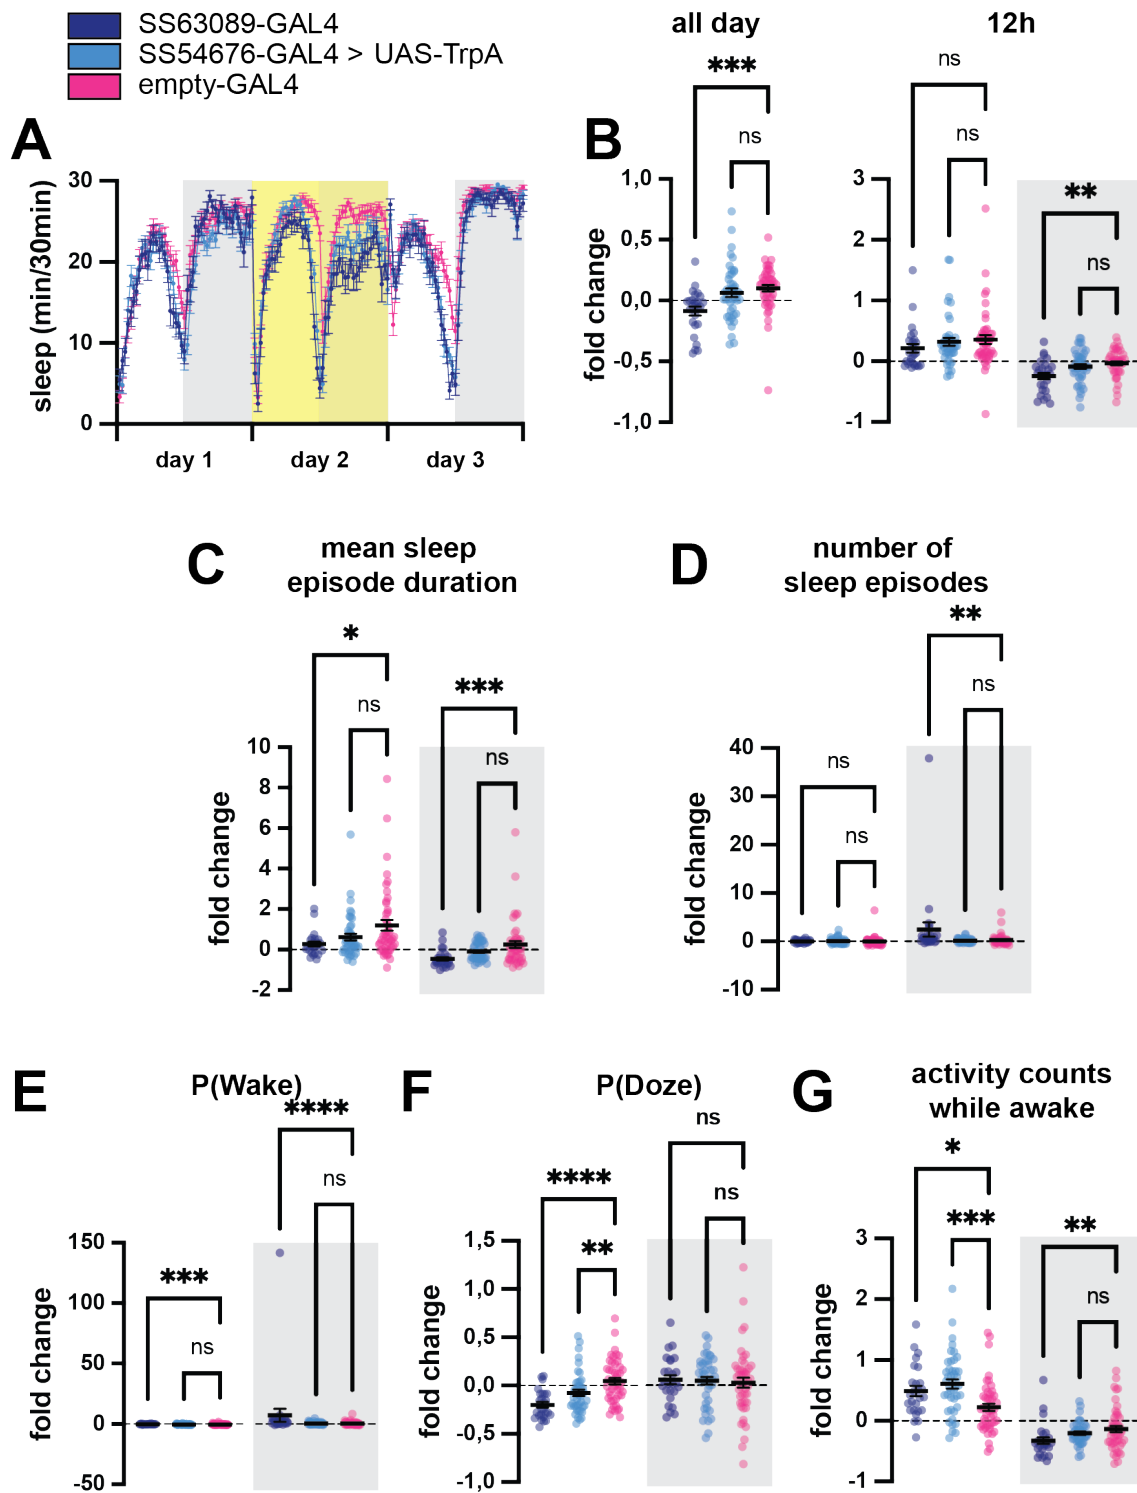 SS63089-GAL4
SS54676-GAL4 > UAS-TrpA
empty-GAL4
A
sleep (min/30min)
30
20
10
0
day 1
day 2
day 3
B
all day
12h
***
ns
fold change
1,0
0,5
0,0
-0,5
-1,0
ns
ns
**
ns
3
2
1
0
-1
C
mean sleep
episode duration
*
ns
***
ns
fold change
10
8
6
4
2
0
-2
D
number of
sleep episodes
ns
ns
**
ns
fold change
40
30
20
10
0
-10
E
P(Wake)
***
ns
****
ns
fold change
150
100
50
0
-50
F
P(Doze)
****
**
ns
ns
fold change
1,5
1,0
0,5
0,0
-0,5
-1,0
G
activity counts
while awake
*
***
**
ns
fold change
3
2
1
0
-1